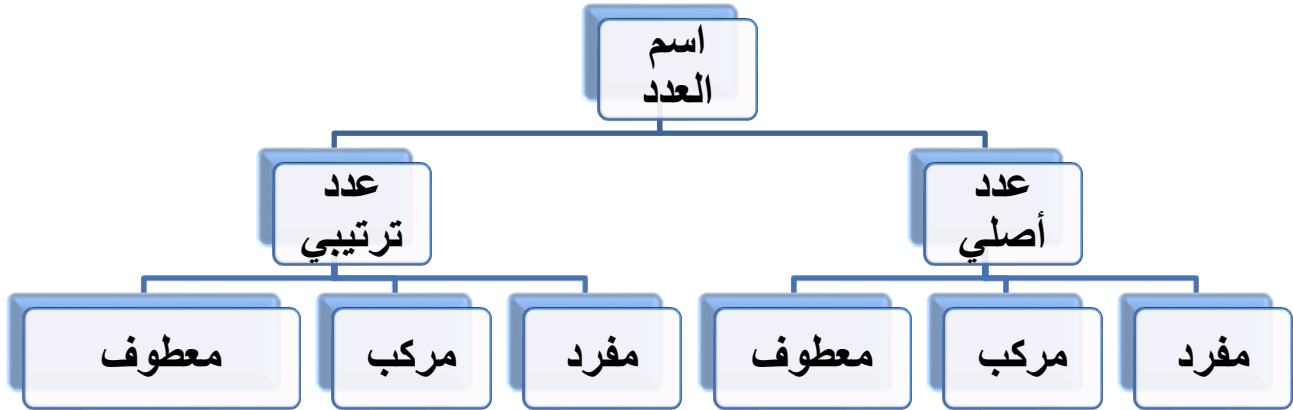 اسم
العدد
عدد
أصلي
عدد
ترتيبي
مفرد
مركب
معطوف
مفرد
مركب
معطوف